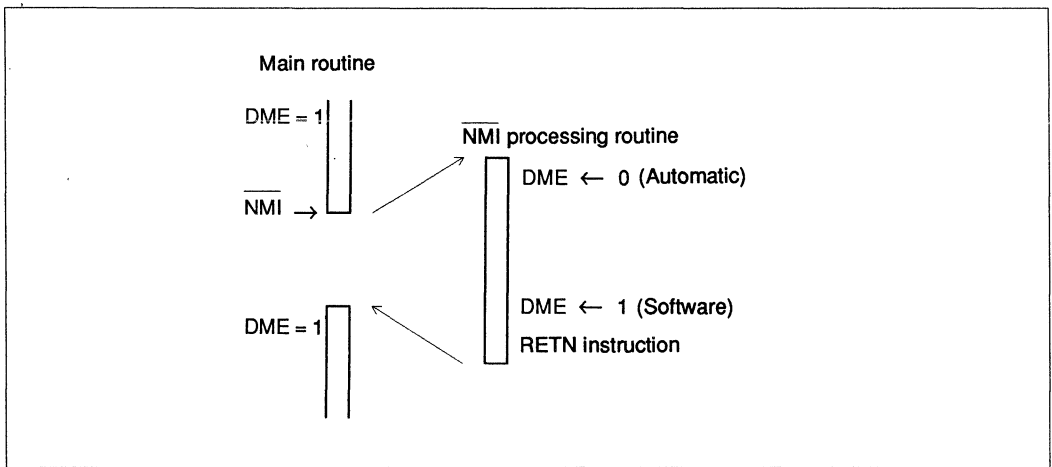 Main routine
DME = 1
NMI processing routine
DME ← 0 (Automatic)
NMI →
DME ← 1 (Software)
DME = 1
RETN instruction